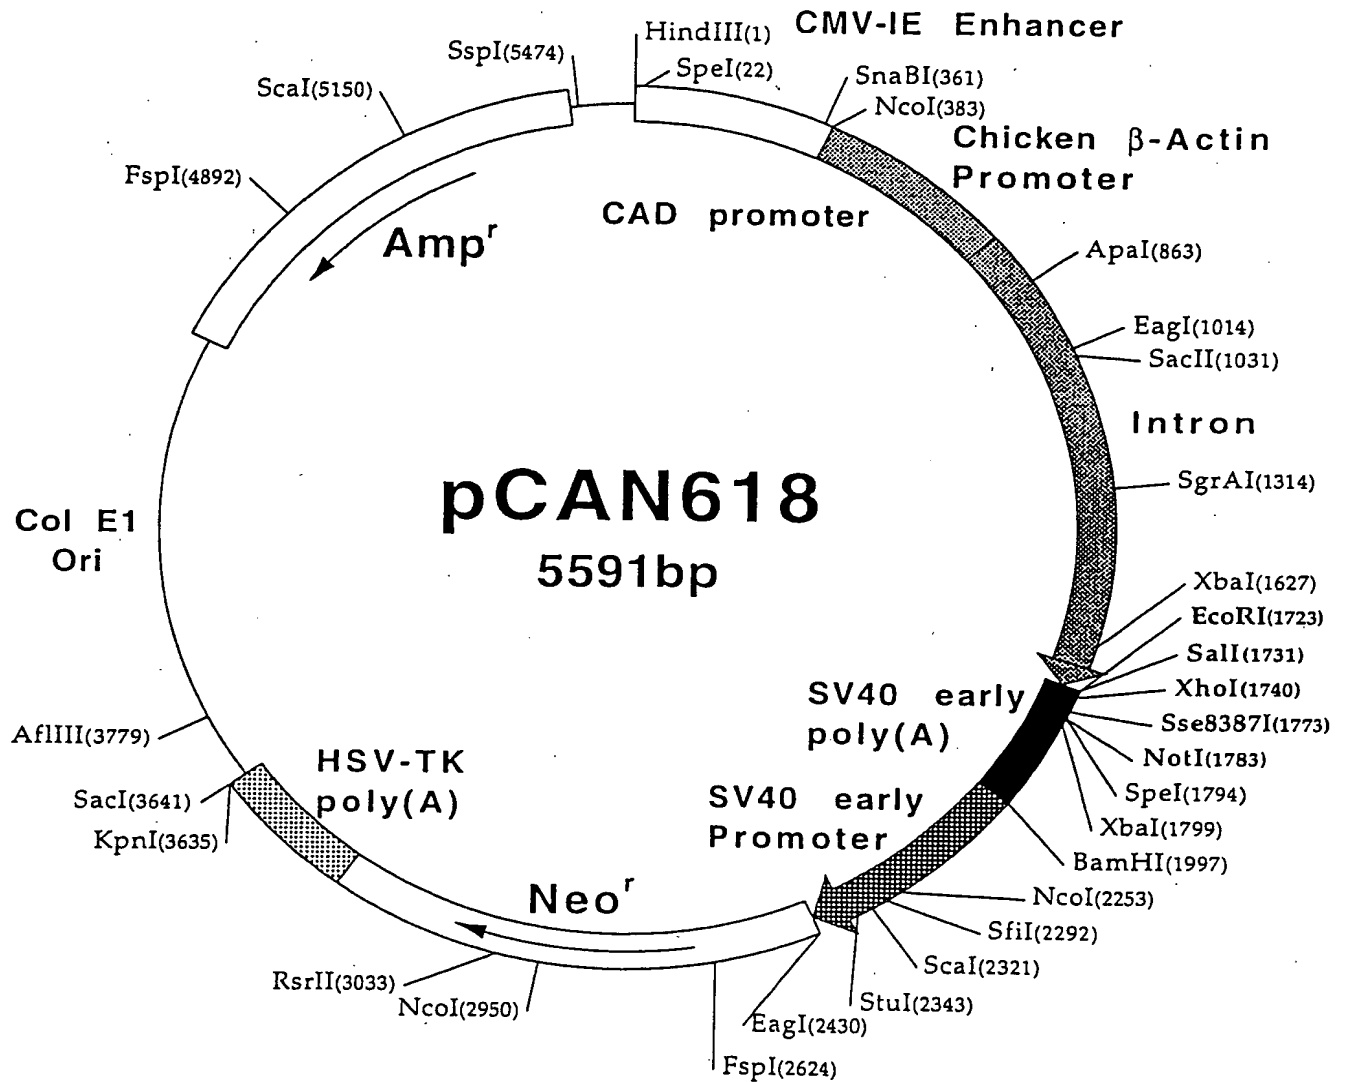 CMV-IE Enhancer
HindIII(1)
SpeI(22)
SspI(5474)
ScaI(5150)
FspI(4892)
SnaBI(361)
NcoI(383)
Chicken β-Actin
Promoter
CAD promoter
Ampʳ
ApaI(863)
EagI(1014)
SacII(1031)
Intron
SgrAI(1314)
pCAN618
5591bp
Col E1
Ori
XbaI(1627)
EcoRI(1723)
SalI(1731)
XhoI(1740)
Sse8387I(1773)
NotI(1783)
SpeI(1794)
XbaI(1799)
BamHI(1997)
SV40 early
poly(A)
SV40 early
Promoter
NcoI(2253)
SfiI(2292)
ScaI(2321)
StuI(2343)
EagI(2430)
FspI(2624)
Neoʳ
NcoI(2950)
RsrII(3033)
HSV-TK
poly(A)
KpnI(3635)
SacI(3641)
AflIII(3779)